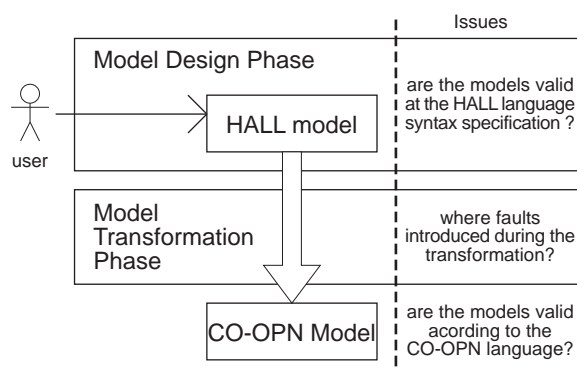 Issues
Model Design Phase
are the models valid
at the HALL language
syntax specification ?
HALL model
user
Model
Transformation
Phase
where faults
introduced during the
transformation?
CO-OPN Model
are the models valid
acording to the
CO-OPN language?